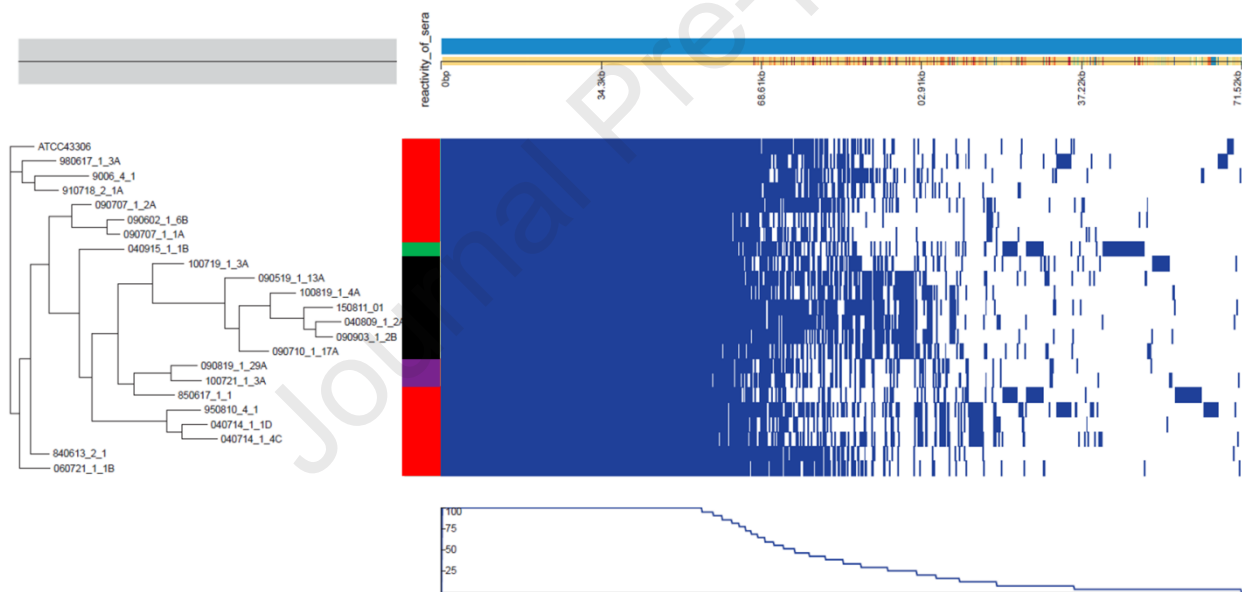 Journal Pre-
reactivity_of_sera
0bp
34.3kb
68.61kb
02.91kb
37.22kb
71.52kb
ATCC43306
980617_1_3A
9006_4_1
910718_2_1A
090707_1_2A
090602_1_6B
090707_1_1A
040915_1_1B
100719_1_3A
090519_1_13A
100819_1_4A
150811_01
040809_1_2A
090903_1_2B
090710_1_17A
090819_1_29A
100721_1_3A
850617_1_1
950810_4_1
040714_1_1D
040714_1_4C
840613_2_1
060721_1_1B
100
75
50
25